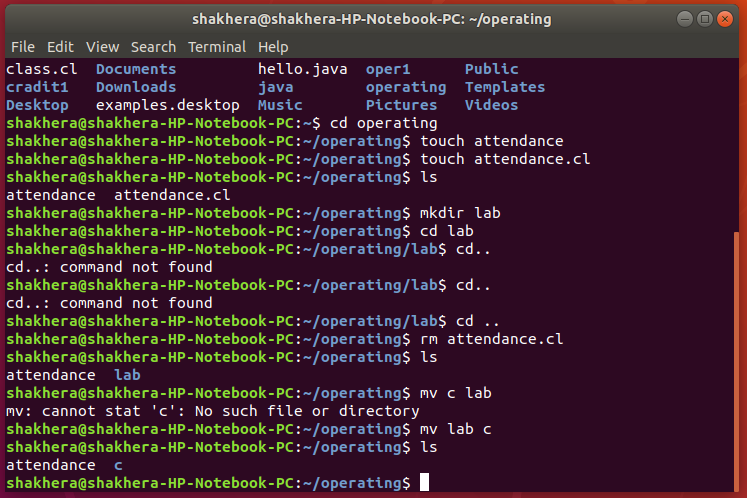 shakhera@shakhera-HP-Notebook-PC: ~/operating
File Edit View Search Terminal Help
class.cl Documents hello.java oper1 Public
cradit1 Downloads java operating Templates
Desktop examples.desktop Music Pictures Videos
shakhera@shakhera-HP-Notebook-PC:~$ cd operating
shakhera@shakhera-HP-Notebook-PC:~/operating$ touch attendance
shakhera@shakhera-HP-Notebook-PC:~/operating$ touch attendance.cl
shakhera@shakhera-HP-Notebook-PC:~/operating$ ls
attendance attendance.cl
shakhera@shakhera-HP-Notebook-PC:~/operating$ mkdir lab
shakhera@shakhera-HP-Notebook-PC:~/operating$ cd lab
shakhera@shakhera-HP-Notebook-PC:~/operating/lab$ cd..
cd..: command not found
shakhera@shakhera-HP-Notebook-PC:~/operating/lab$ cd..
cd..: command not found
shakhera@shakhera-HP-Notebook-PC:~/operating/lab$ cd ..
shakhera@shakhera-HP-Notebook-PC:~/operating$ rm attendance.cl
shakhera@shakhera-HP-Notebook-PC:~/operating$ ls
attendance lab
shakhera@shakhera-HP-Notebook-PC:~/operating$ mv c lab
mv: cannot stat 'c': No such file or directory
shakhera@shakhera-HP-Notebook-PC:~/operating$ mv lab c
shakhera@shakhera-HP-Notebook-PC:~/operating$ ls
attendance c
shakhera@shakhera-HP-Notebook-PC:~/operating$